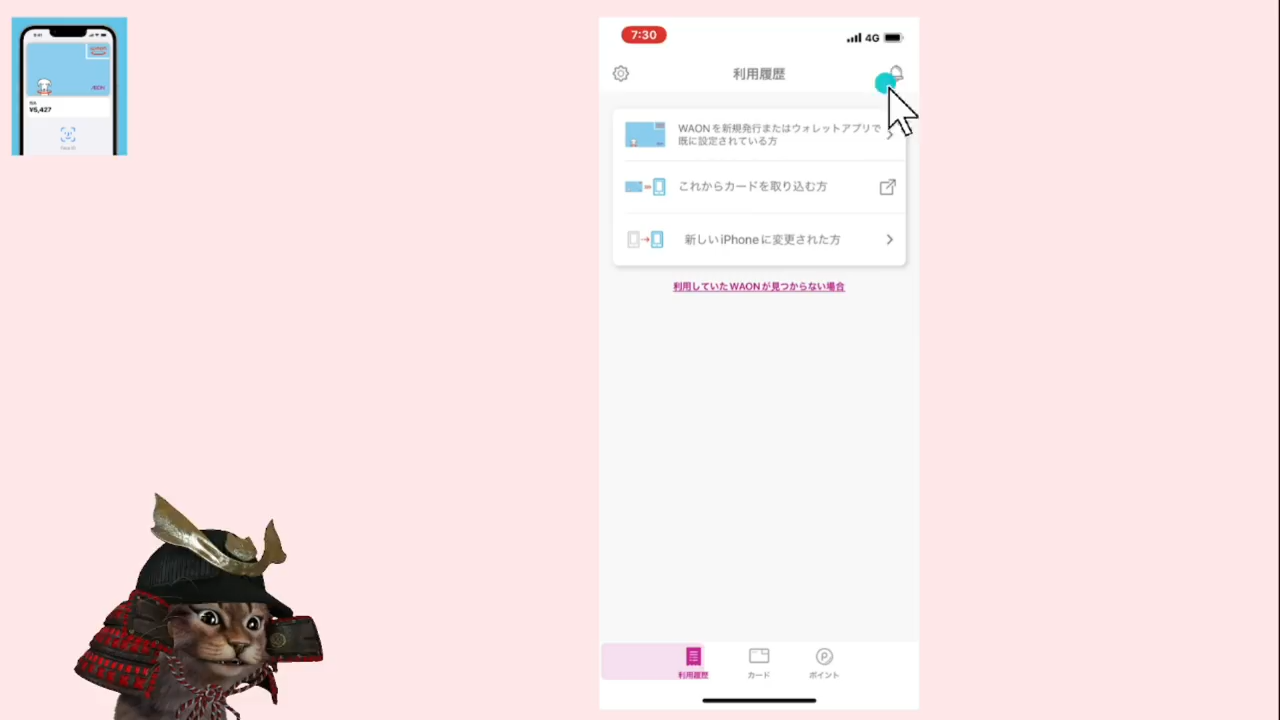 ¥5,427
7:30
4G
利用履歴
WAONを新規発行またはウォレットアプリで
既に設定されている方
これからカードを取り込む方
新しいiPhoneに変更された方
利用していたWAONが見つからない場合
利用履歴
カード
P
ポイント